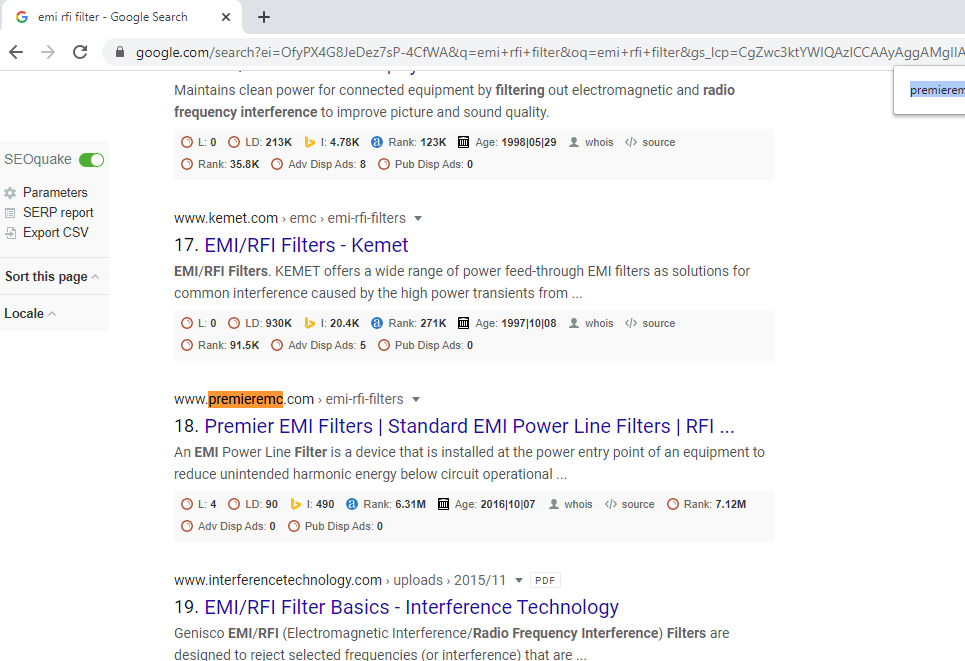 emi rfi filter - Google Search
google.com/search?ei=OfyPX4G8JeDez7sP-4CfWA&q=emi+rfi+filter&oq=emi+rfi+filter&gs_lcp=CgZwc3ktYWIQAzICCAAyAggAMgIIA
premierem
Maintains clean power for connected equipment by filtering out electromagnetic and radio
frequency interference to improve picture and sound quality.
L: 0 LD: 213K I: 4.78K Rank: 123K Age: 1998|05|29 whois </> source
Rank: 35.8K Adv Disp Ads: 8 Pub Disp Ads: 0
SEOquake
Parameters
SERP report
Export CSV
Sort this page
Locale
www.kemet.com › emc › emi-rfi-filters
17. EMI/RFI Filters - Kemet
EMI/RFI Filters. KEMET offers a wide range of power feed-through EMI filters as solutions for
common interference caused by the high power transients from ...
L: 0 LD: 930K I: 20.4K Rank: 271K Age: 1997|10|08 whois </> source
Rank: 91.5K Adv Disp Ads: 5 Pub Disp Ads: 0
www.premieremc.com › emi-rfi-filters
18. Premier EMI Filters | Standard EMI Power Line Filters | RFI ...
An EMI Power Line Filter is a device that is installed at the power entry point of an equipment to
reduce unintended harmonic energy below circuit operational ...
L: 4 LD: 90 I: 490 Rank: 6.31M Age: 2016|10|07 whois </> source Rank: 7.12M
Adv Disp Ads: 0 Pub Disp Ads: 0
www.interferencetechnology.com › uploads › 2015/11 PDF
19. EMI/RFI Filter Basics - Interference Technology
Genisco EMI/RFI (Electromagnetic Interference/Radio Frequency Interference) Filters are
designed to reject selected frequencies (or interference) that are ...